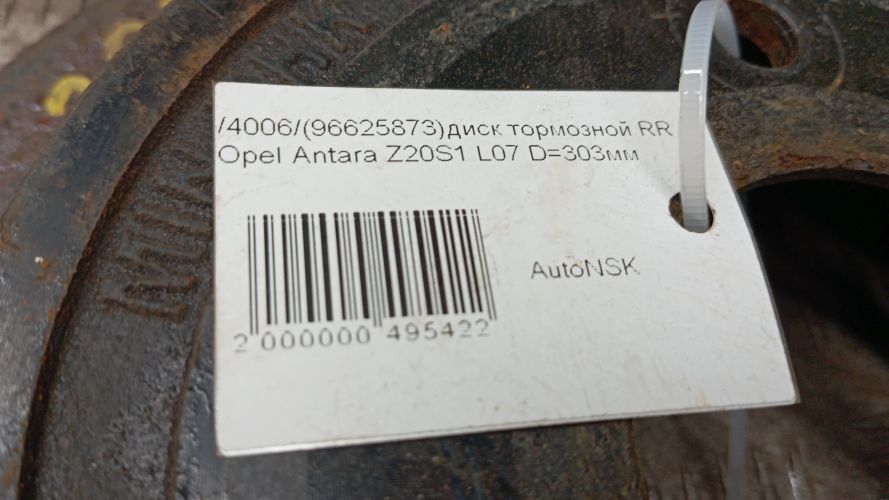 /4006/(96625873)диск тормозной RR
Opel Antara Z20S1 L07 D=303мм
AutoNSK
2 000000 495422